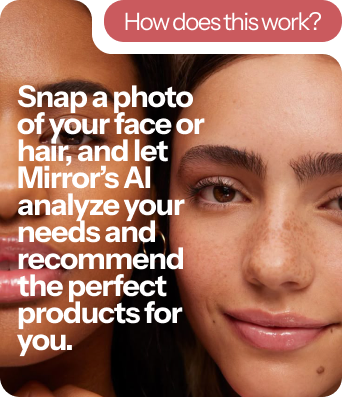 How does this work?
Snap a photo
of your face or
hair, and let
Mirror's AI
analyze your
needs and
recommend
the perfect
products for
you.